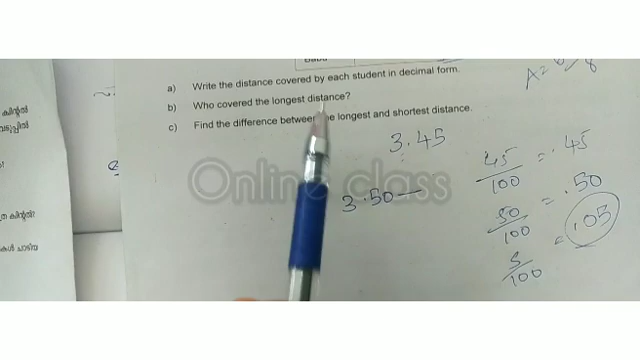 a) Write the distance covered by each student in decimal form.
b) Who covered the longest distance?
c) Find the difference between the longest and shortest distance.
3.45
3.50 —
45/100 = .45
50/100 = .50
5/100 = .05
Online class
ക്വിന്റൽ